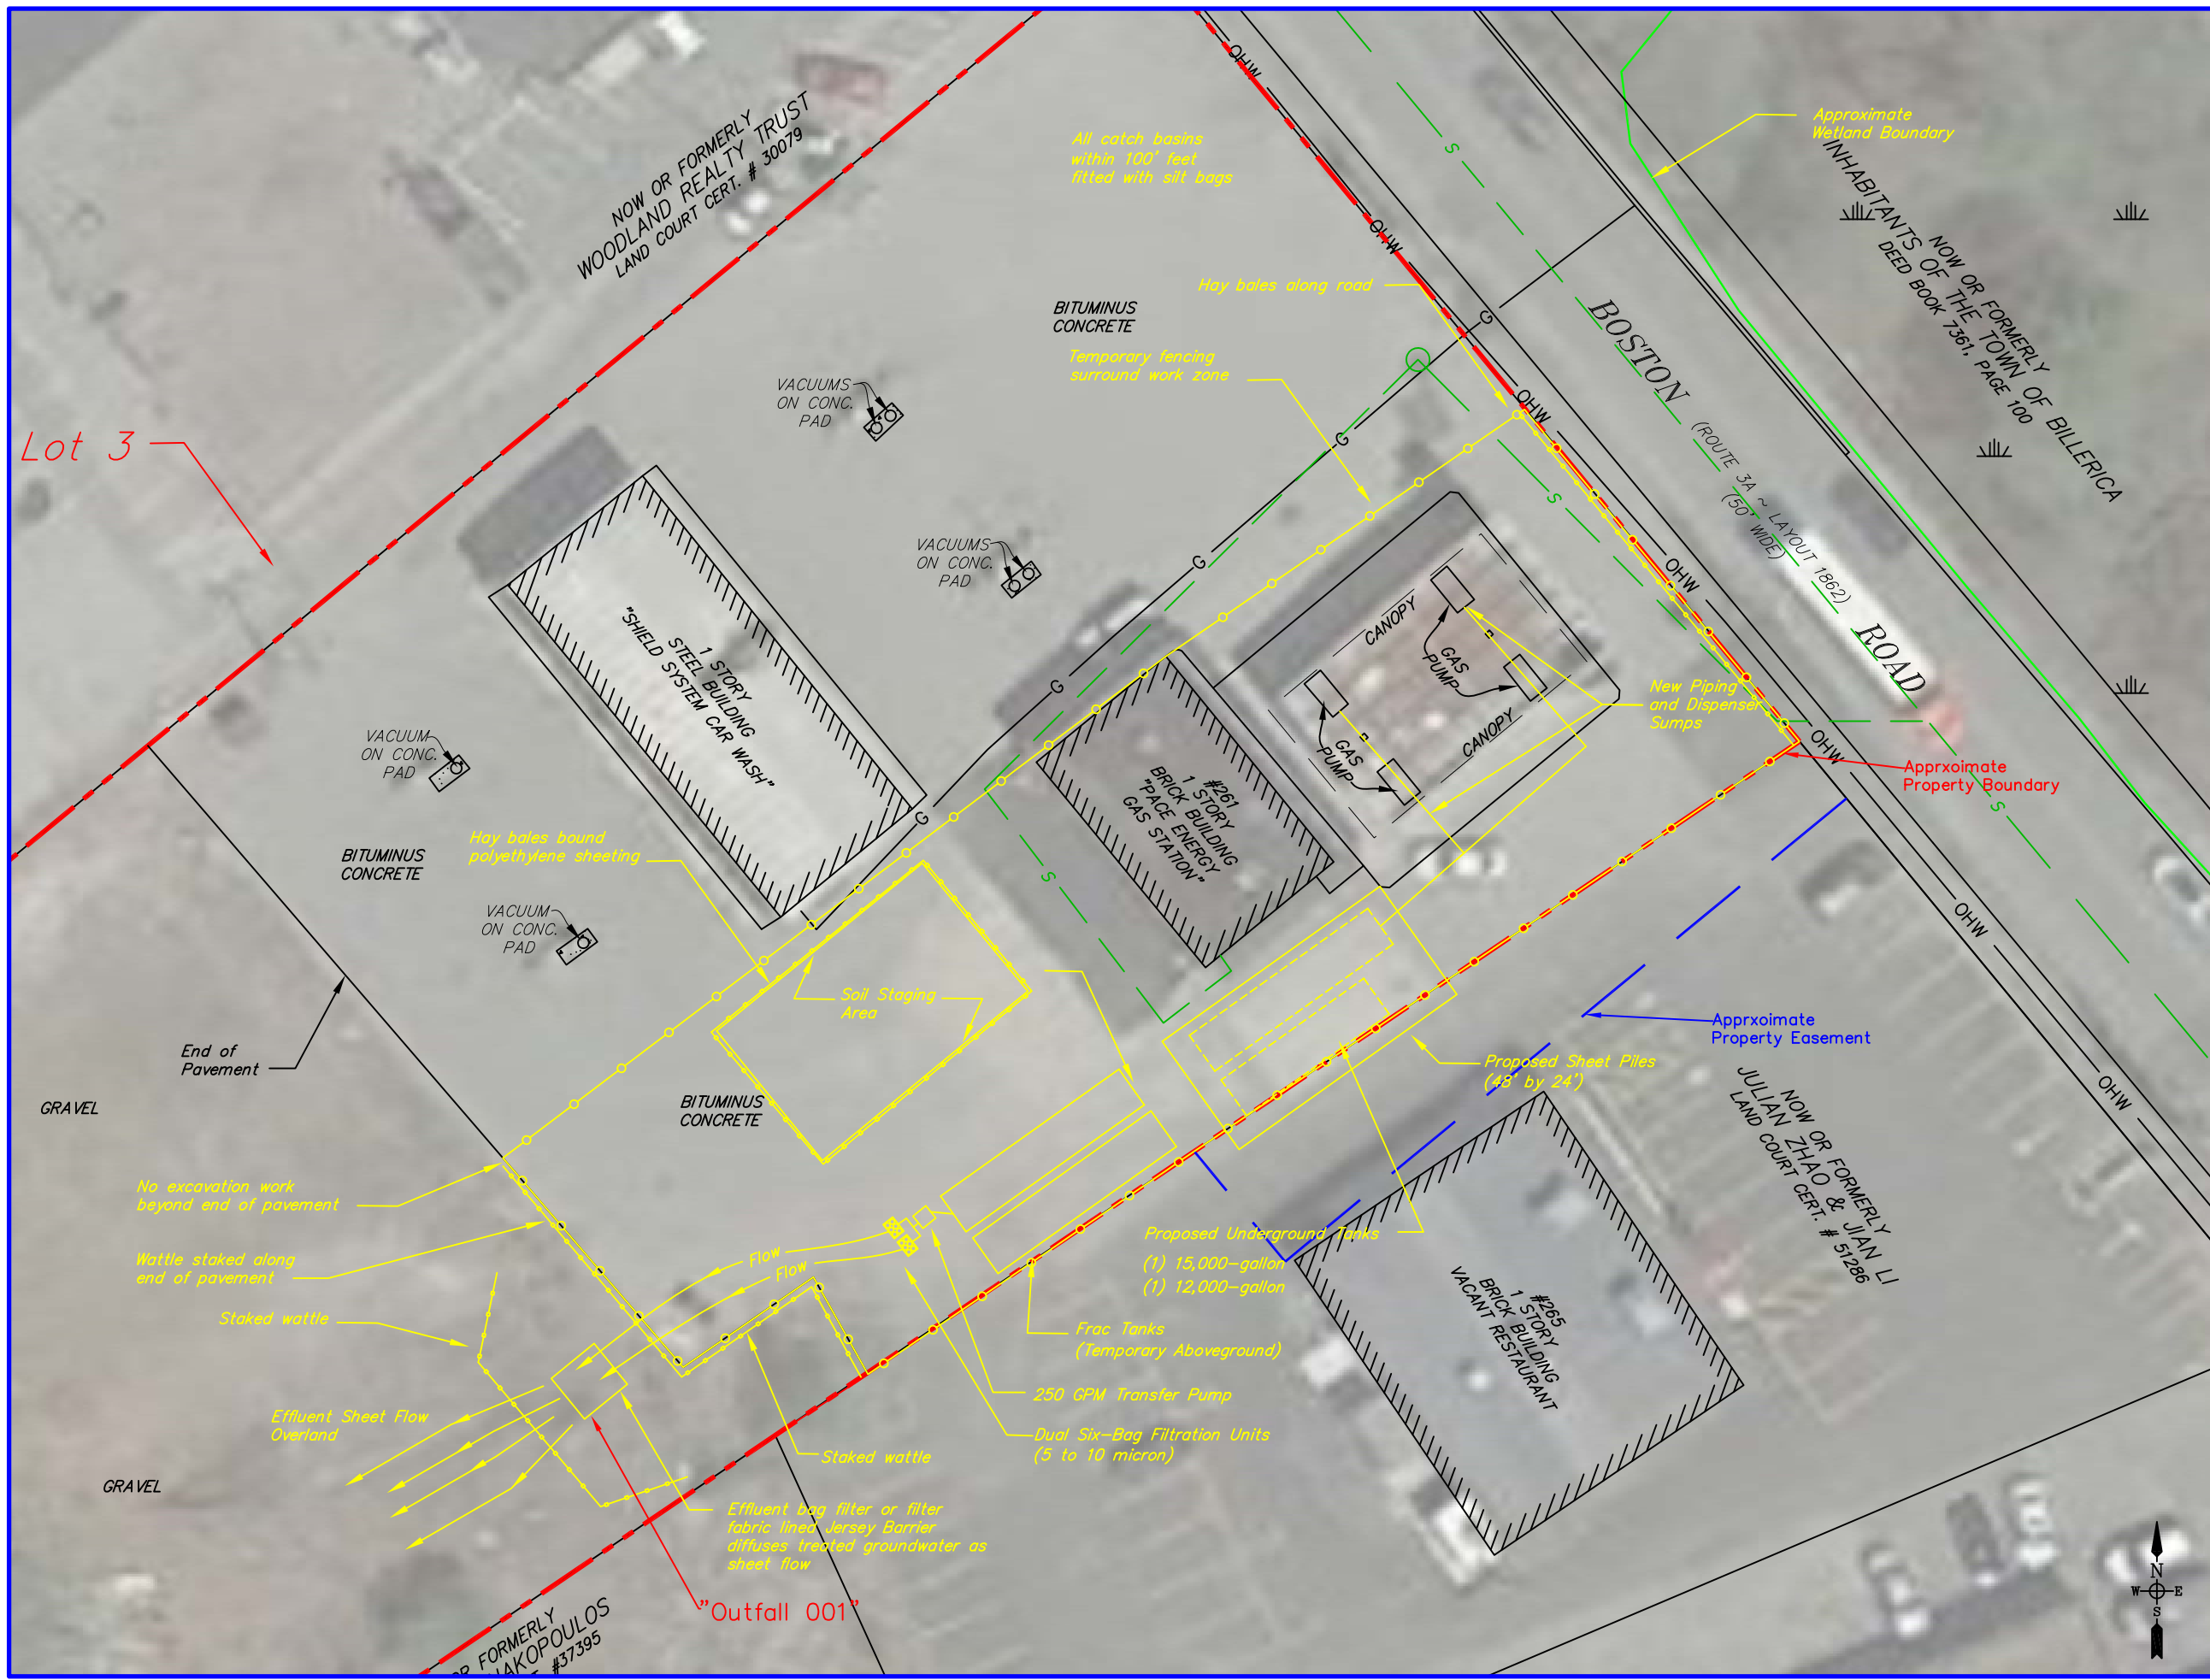 NOW OR FORMERLY
WOODLAND REALTY TRUST
LAND COURT CERT. # 30079
All catch basins
within 100' feet
fitted with silt bags
Approximate
Wetland Boundary
NOW OR FORMERLY
INHABITANTS OF THE TOWN OF BILLERICA
DEED BOOK 7361, PAGE 100
OHW
OHW
OHW
OHW
OHW
OHW
OHW
S
S
S
S
G
G
G
G
G
Hay bales along road
BITUMINUS
CONCRETE
Temporary fencing
surround work zone
BOSTON
ROAD
(ROUTE 3A ~ LAYOUT 1862)
(50' WIDE)
Lot 3
VACUUMS
ON CONC.
PAD
VACUUMS
ON CONC.
PAD
1 STORY
STEEL BUILDING
"SHIELD SYSTEM CAR WASH"
CANOPY
GAS
PUMP
GAS
PUMP
CANOPY
New Piping
and Dispenser
Sumps
#261
1 STORY
BRICK BUILDING
"PACE ENERGY
GAS STATION"
Apprxoimate
Property Boundary
VACUUM
ON CONC.
PAD
Hay bales bound
polyethylene sheeting
BITUMINUS
CONCRETE
VACUUM
ON CONC.
PAD
Soil Staging
Area
End of
Pavement
GRAVEL
BITUMINUS
CONCRETE
Apprxoimate
Property Easement
Proposed Sheet Piles
(48' by 24')
NOW OR FORMERLY
JULIAN ZHAO & JIAN LI
LAND COURT CERT. # 51286
No excavation work
beyond end of pavement
Wattle staked along
end of pavement
Flow
Flow
Proposed Underground Tanks
(1) 15,000-gallon
(1) 12,000-gallon
Staked wattle
Frac Tanks
(Temporary Aboveground)
#265
1 STORY
BRICK BUILDING
VACANT RESTAURANT
250 GPM Transfer Pump
Effluent Sheet Flow
Overland
Dual Six-Bag Filtration Units
(5 to 10 micron)
Staked wattle
GRAVEL
Effluent bag filter or filter
fabric lined Jersey Barrier
diffuses treated groundwater as
sheet flow
"Outfall 001"
OR FORMERLY
AKOPOULOS
#37395
N
W E
S